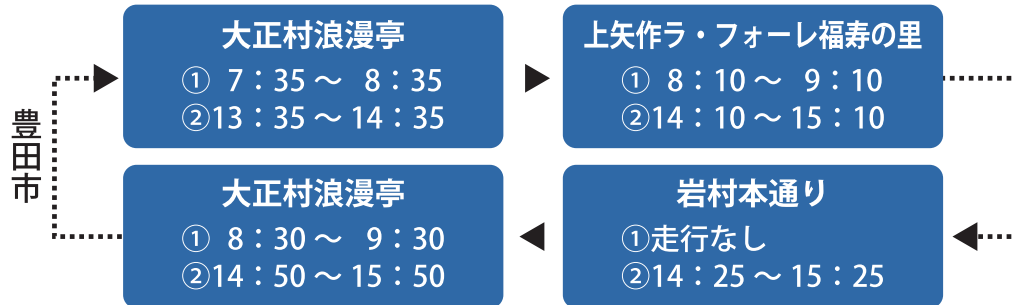 豊田市
大正村浪漫亭
① 7：35 ～ 8：35
②13：35 ～ 14：35
上矢作ラ・フォーレ福寿の里
① 8：10 ～ 9：10
②14：10 ～ 15：10
大正村浪漫亭
① 8：30 ～ 9：30
②14：50 ～ 15：50
岩村本通り
①走行なし
②14：25 ～ 15：25